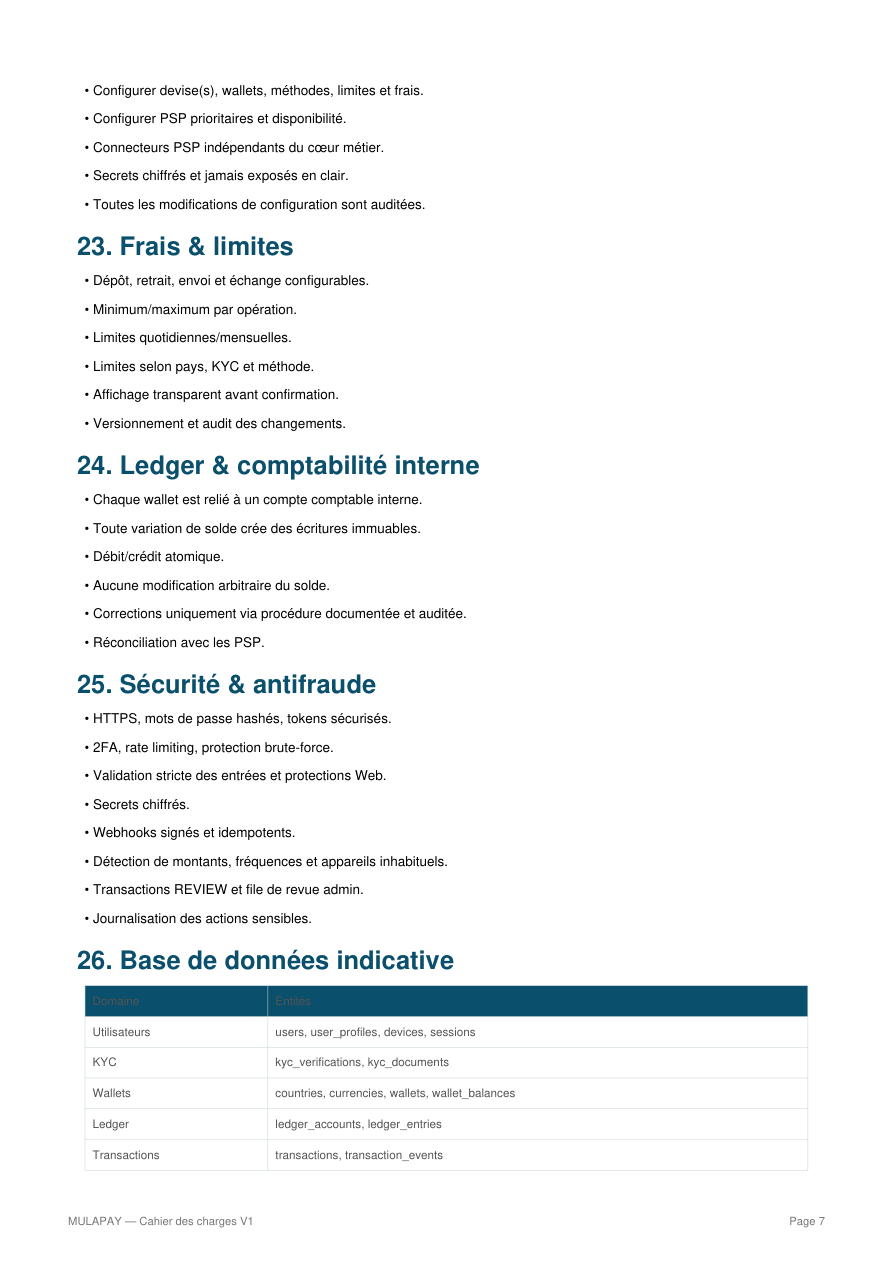 • Configurer devise(s), wallets, méthodes, limites et frais.
• Configurer PSP prioritaires et disponibilité.
• Connecteurs PSP indépendants du cœur métier.
• Secrets chiffrés et jamais exposés en clair.
• Toutes les modifications de configuration sont auditées.
23. Frais & limites
• Dépôt, retrait, envoi et échange configurables.
• Minimum/maximum par opération.
• Limites quotidiennes/mensuelles.
• Limites selon pays, KYC et méthode.
• Affichage transparent avant confirmation.
• Versionnement et audit des changements.
24. Ledger & comptabilité interne
• Chaque wallet est relié à un compte comptable interne.
• Toute variation de solde crée des écritures immuables.
• Débit/crédit atomique.
• Aucune modification arbitraire du solde.
• Corrections uniquement via procédure documentée et auditée.
• Réconciliation avec les PSP.
25. Sécurité & antifraude
• HTTPS, mots de passe hashés, tokens sécurisés.
• 2FA, rate limiting, protection brute-force.
• Validation stricte des entrées et protections Web.
• Secrets chiffrés.
• Webhooks signés et idempotents.
• Détection de montants, fréquences et appareils inhabituels.
• Transactions REVIEW et file de revue admin.
• Journalisation des actions sensibles.
26. Base de données indicative
Domaine Entités
Utilisateurs users, user_profiles, devices, sessions
KYC kyc_verifications, kyc_documents
Wallets countries, currencies, wallets, wallet_balances
Ledger ledger_accounts, ledger_entries
Transactions transactions, transaction_events
MULAPAY — Cahier des charges V1 Page 7